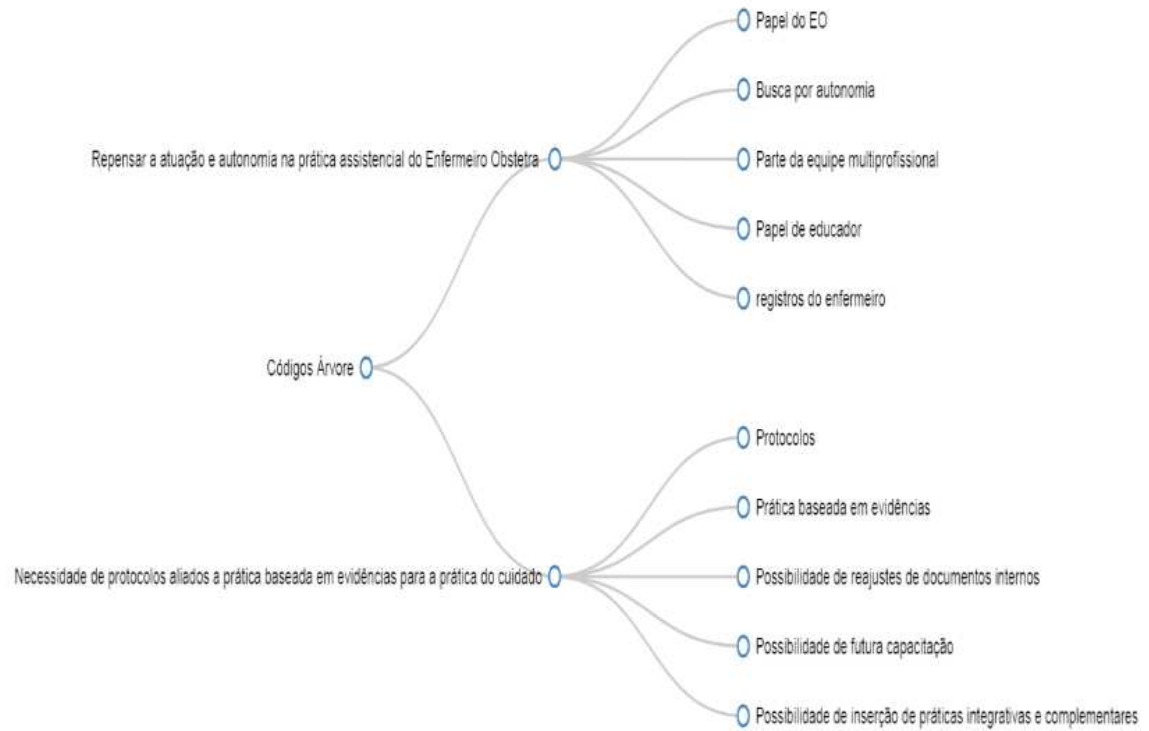 Papel do EO
Busca por autonomia
Repensar a atuação e autonomia na prática assistencial do Enfermeiro Obstetra
Parte da equipe multiprofissional
Papel de educador
registros do enfermeiro
Códigos Árvore
Protocolos
Prática baseada em evidências
Necessidade de protocolos aliados a prática baseada em evidências para a prática do cuidado
Possibilidade de reajustes de documentos internos
Possibilidade de futura capacitação
Possibilidade de inserção de práticas integrativas e complementares